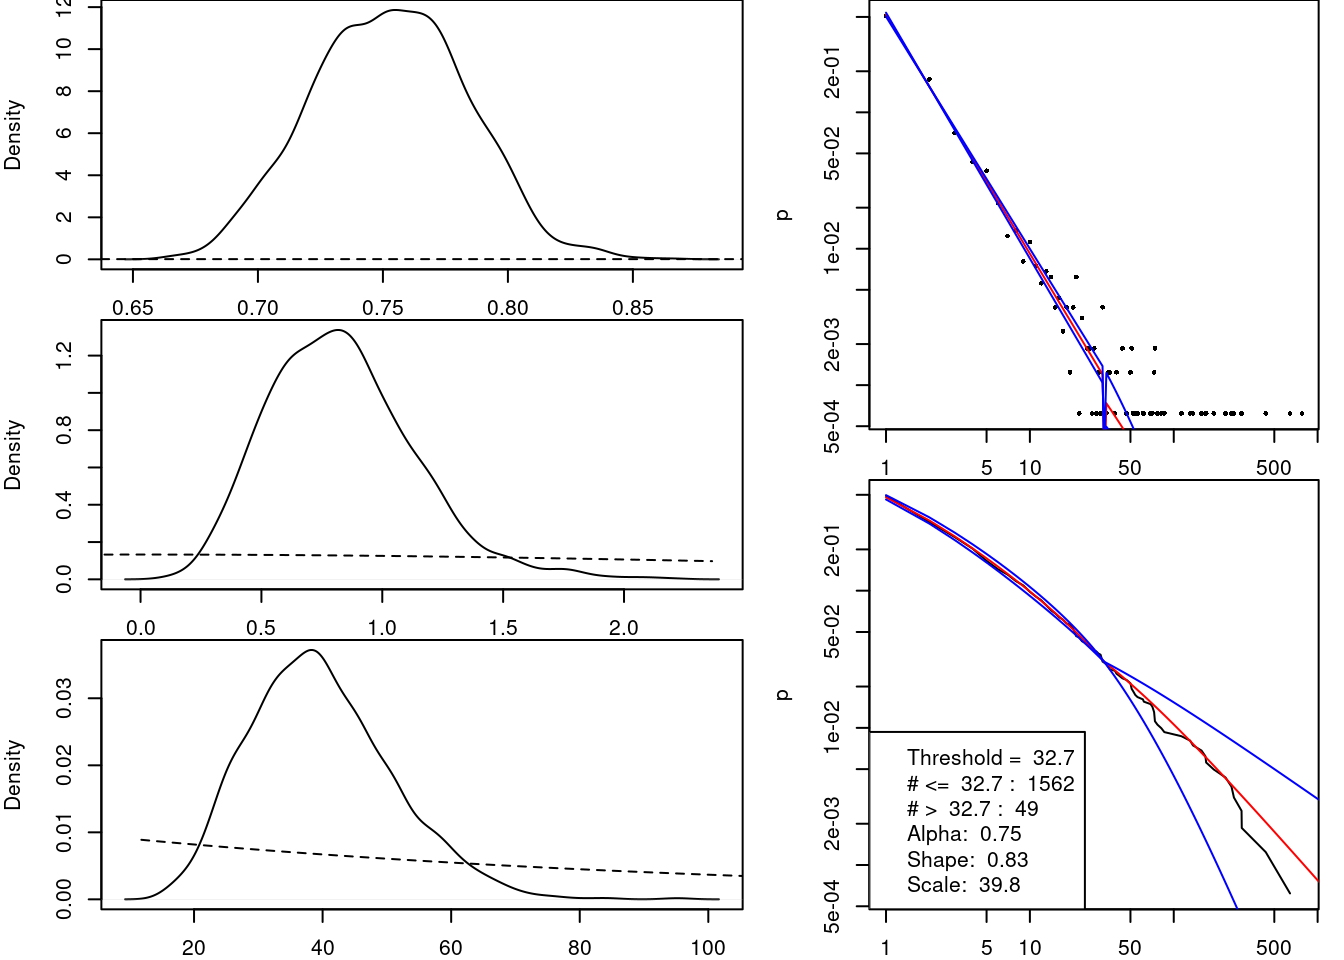 Density
0 2 4 6 8 10 12
0.65 0.70 0.75 0.80 0.85
Density
0.0 0.4 0.8 1.2
0.0 0.5 1.0 1.5 2.0
Density
0.00 0.01 0.02 0.03
20 40 60 80 100
p
5e-04 2e-03 1e-02 5e-02 2e-01
1 5 10 50 500
p
5e-04 2e-03 1e-02 5e-02 2e-01
Threshold = 32.7
# <= 32.7 : 1562
# > 32.7 : 49
Alpha: 0.75
Shape: 0.83
Scale: 39.8
1 5 10 50 500